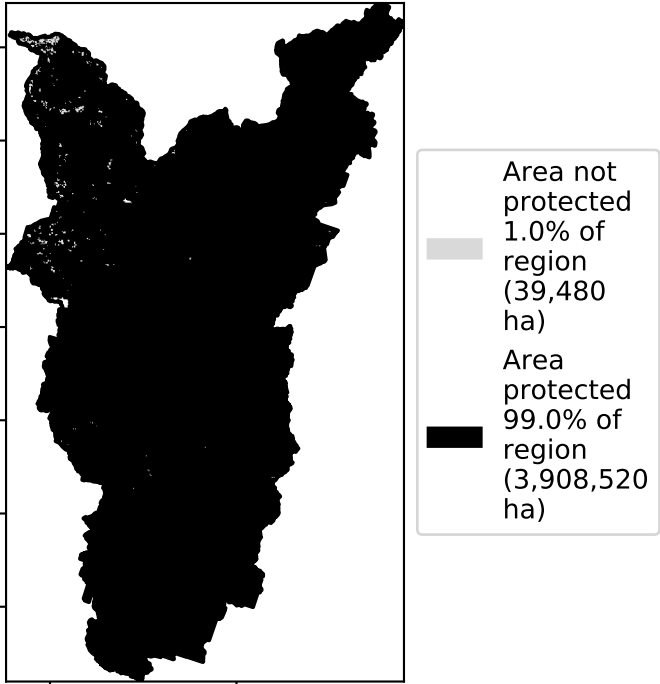 Area not
protected
1.0% of
region
(39,480
ha)
Area
protected
99.0% of
region
(3,908,520
ha)